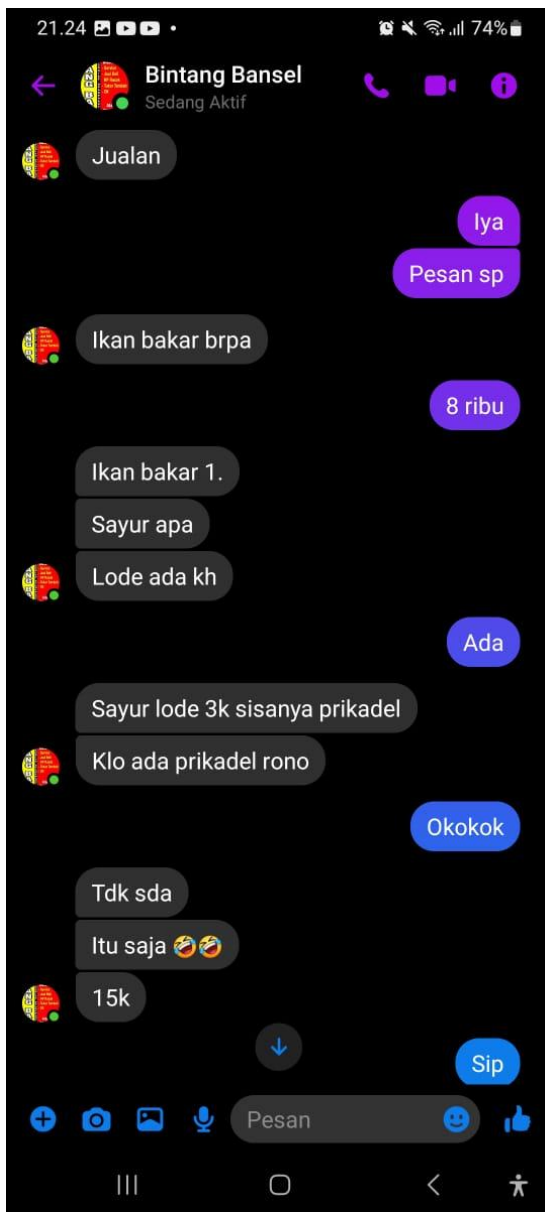 21.24
74%
Bintang Bansel
Sedang Aktif
Jualan
Iya
Pesan sp
Ikan bakar brpa
8 ribu
Ikan bakar 1.
Sayur apa
Lode ada kh
Ada
Sayur lode 3k sisanya prikadel
Klo ada prikadel rono
Okokok
Tdk sda
Itu saja 🤣🤣
15k
Sip
Pesan